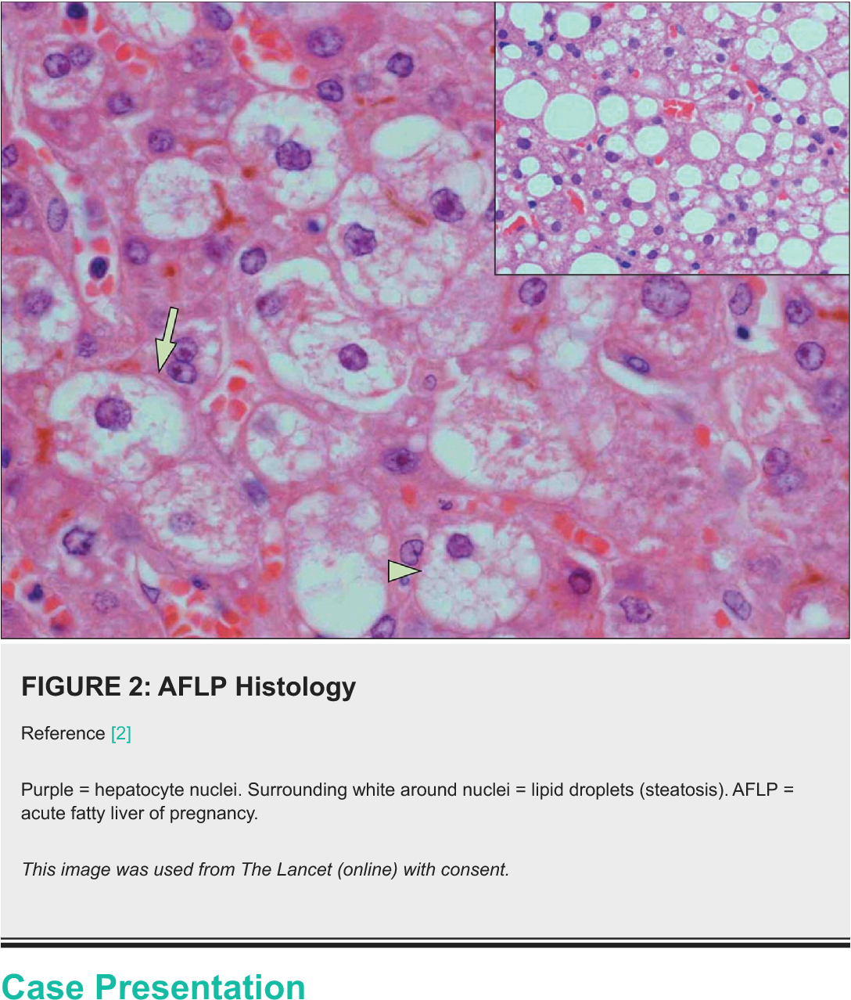 FIGURE 2: AFLP Histology
Reference [2]
Purple = hepatocyte nuclei. Surrounding white around nuclei = lipid droplets (steatosis). AFLP =
acute fatty liver of pregnancy.
This image was used from The Lancet (online) with consent.
Case Presentation